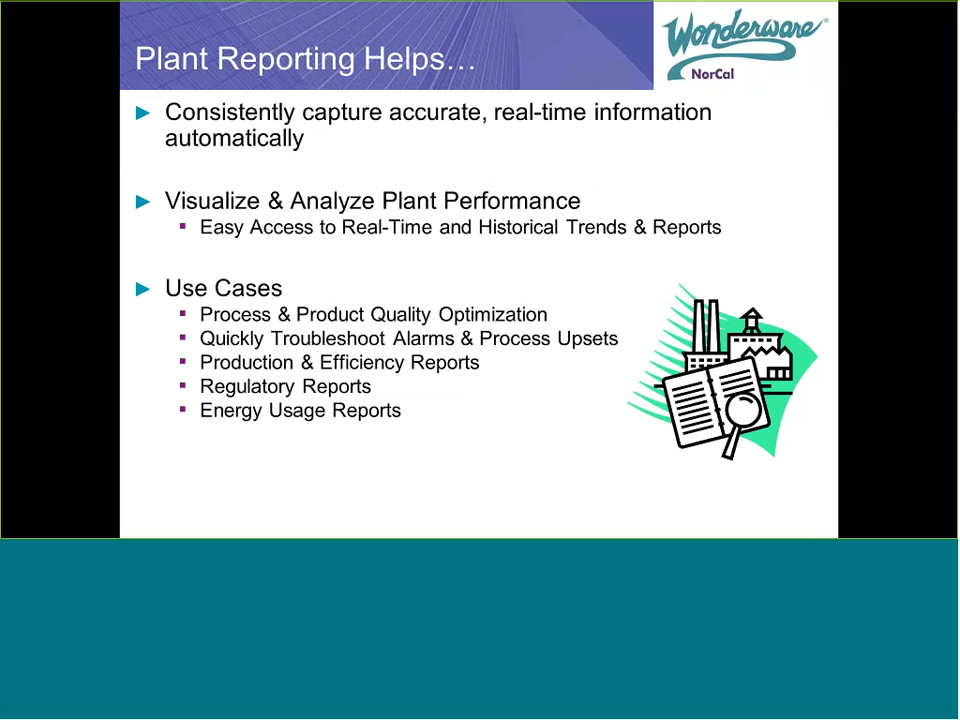 Plant Reporting Helps…
Wonderware®
NorCal
► Consistently capture accurate, real-time information
automatically
► Visualize & Analyze Plant Performance
▪ Easy Access to Real-Time and Historical Trends & Reports
► Use Cases
▪ Process & Product Quality Optimization
▪ Quickly Troubleshoot Alarms & Process Upsets
▪ Production & Efficiency Reports
▪ Regulatory Reports
▪ Energy Usage Reports